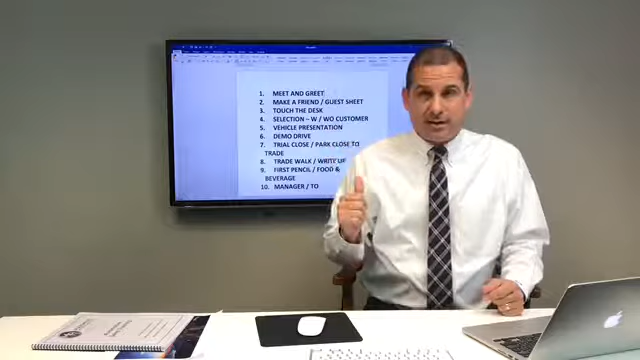 1. MEET AND GREET
2. MAKE A FRIEND / GUEST SHEET
3. TOUCH THE DESK
4. SELECTION – W / WO CUSTOMER
5. VEHICLE PRESENTATION
6. DEMO DRIVE
7. TRIAL CLOSE / PARK CLOSE TO
TRADE
8. TRADE WALK / WRITE UP
9. FIRST PENCIL / FOOD &
BEVERAGE
10. MANAGER / TO